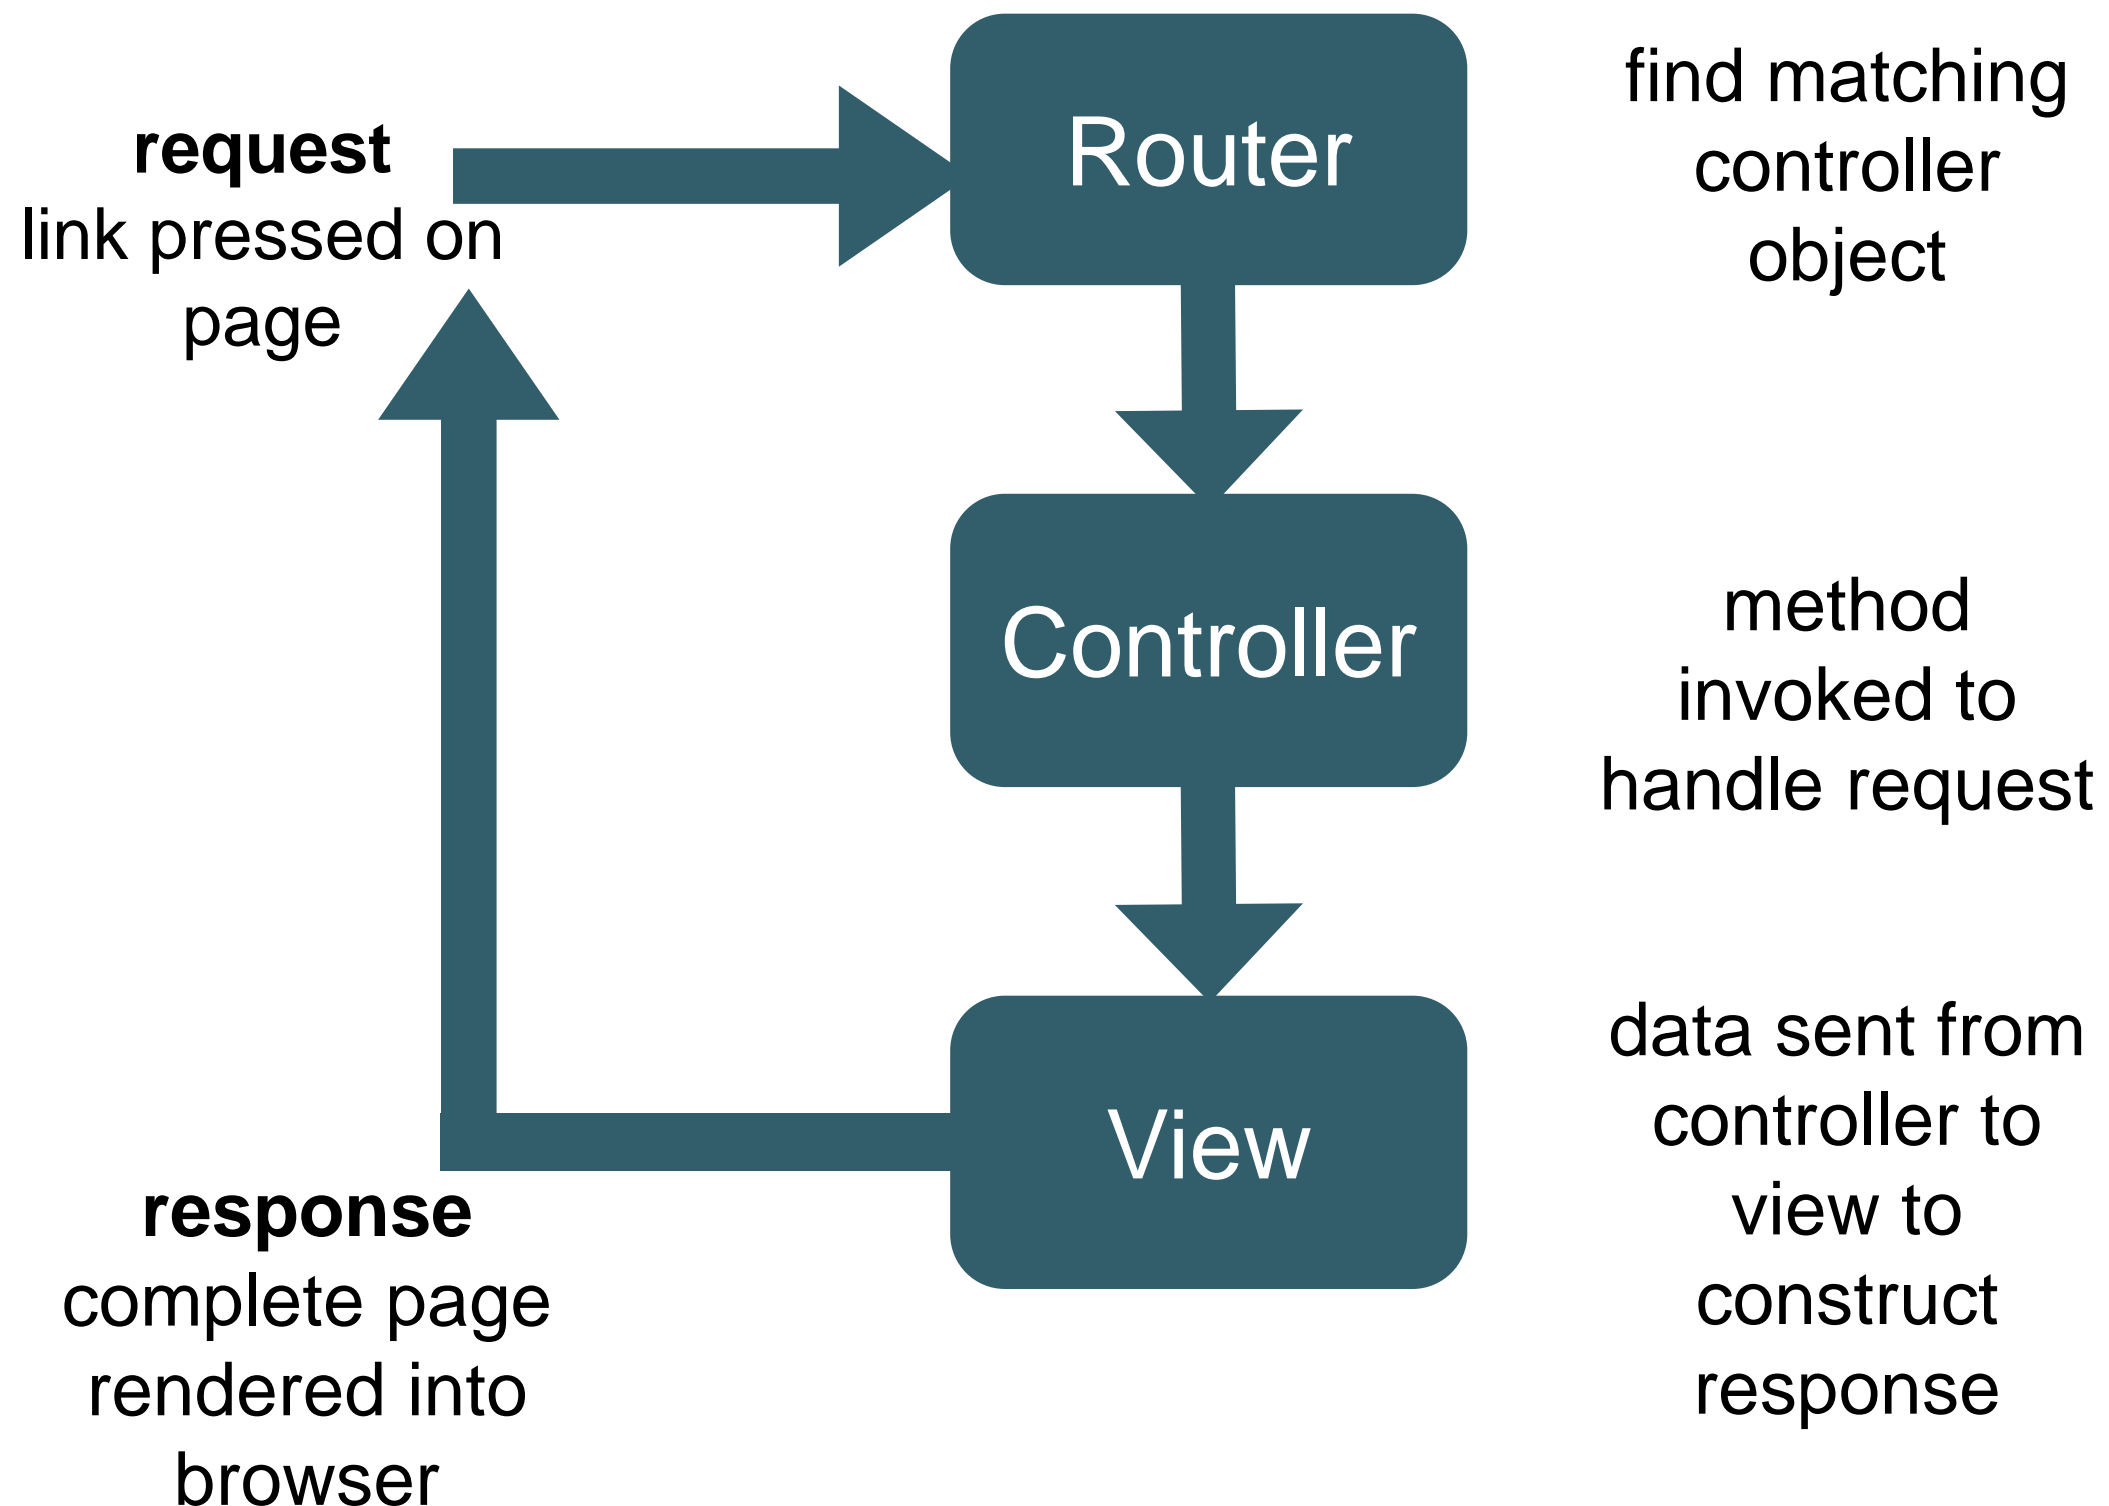 request
link pressed on
page
Router
find matching
controller
object
Controller
method
invoked to
handle request
View
data sent from
controller to
view to
construct
response
response
complete page
rendered into
browser